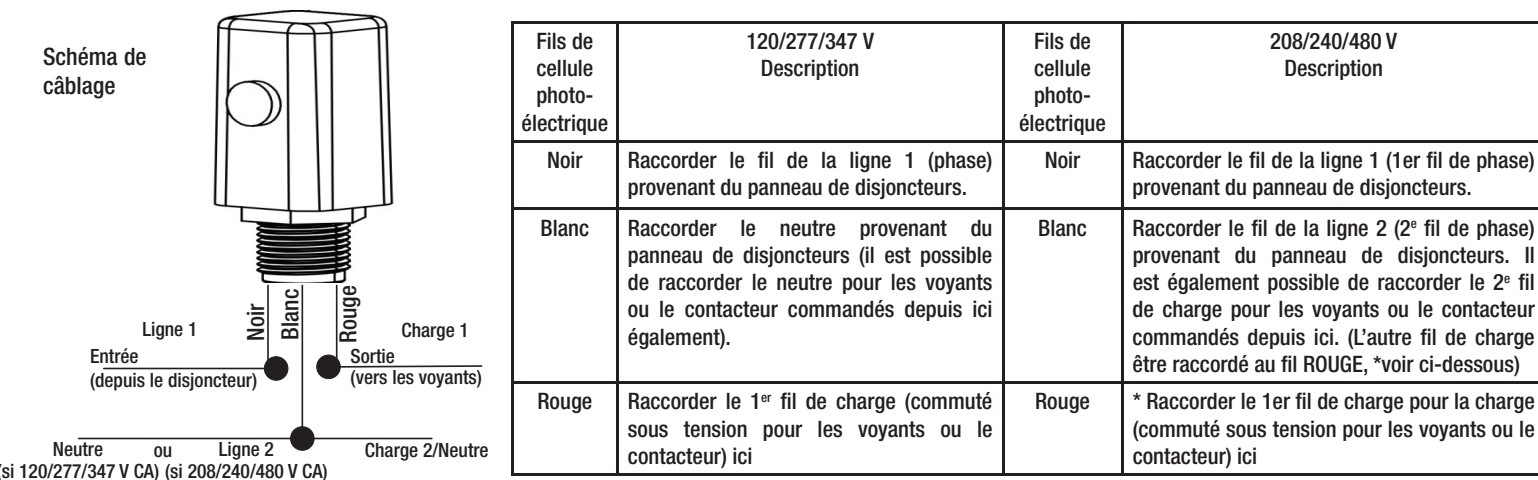 Schéma de
câblage
Noir
Blanc
Rouge
Ligne 1
Charge 1
Entrée
(depuis le disjoncteur)
Sortie
(vers les voyants)
Neutre ou Ligne 2
Charge 2/Neutre
(si 120/277/347 V CA) (si 208/240/480 V CA)
Fils de
cellule
photo-
électrique
120/277/347 V
Description
Fils de
cellule
photo-
électrique
208/240/480 V
Description
Noir
Raccorder le fil de la ligne 1 (phase)
provenant du panneau de disjoncteurs.
Noir
Raccorder le fil de la ligne 1 (1er fil de phase)
provenant du panneau de disjoncteurs.
Blanc
Raccorder le neutre provenant du
panneau de disjoncteurs (il est possible
de raccorder le neutre pour les voyants
ou le contacteur commandés depuis ici
également).
Blanc
Raccorder le fil de la ligne 2 (2e fil de phase)
provenant du panneau de disjoncteurs. Il
est également possible de raccorder le 2e fil
de charge pour les voyants ou le contacteur
commandés depuis ici. (L'autre fil de charge
être raccordé au fil ROUGE, *voir ci-dessous)
Rouge
Raccorder le 1er fil de charge (commuté
sous tension pour les voyants ou le
contacteur) ici
Rouge
* Raccorder le 1er fil de charge pour la charge
(commuté sous tension pour les voyants ou le
contacteur) ici